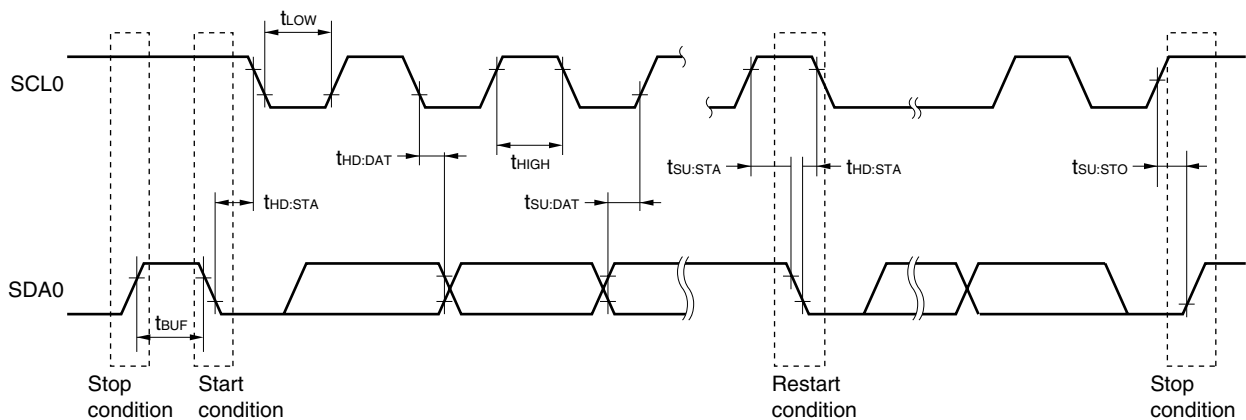 tLOW
SCL0
tHD:DAT
tHIGH
tSU:STA
tHD:STA
tSU:STO
tHD:STA
tSU:DAT
SDA0
tBUF
Stop
condition
Start
condition
Restart
condition
Stop
condition